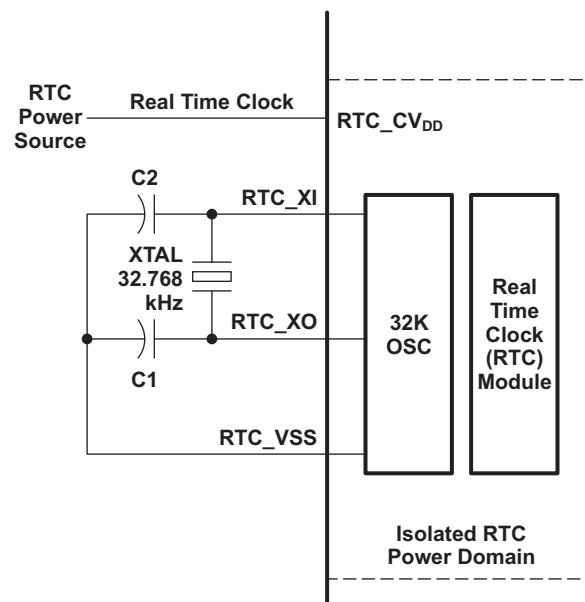 RTC
Power
Source
Real Time Clock
RTC_CVDD
C2
RTC_XI
XTAL
32.768
kHz
RTC_XO
C1
RTC_VSS
32K
OSC
Real
Time
Clock
(RTC)
Module
Isolated RTC
Power Domain